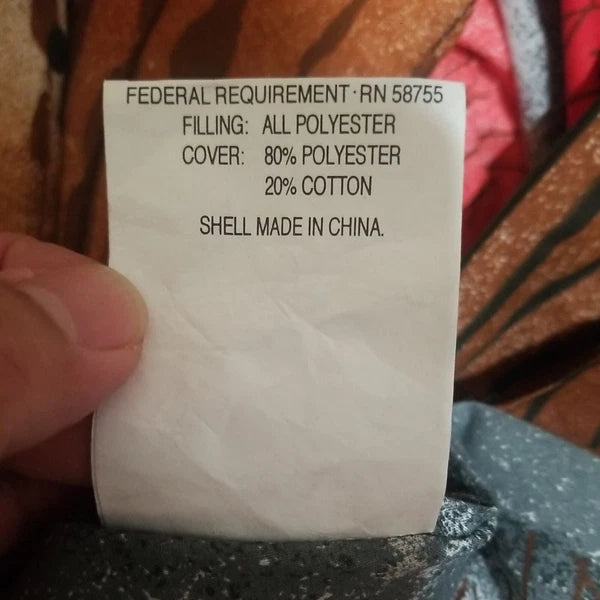 FEDERAL REQUIREMENT·RN 58755
FILLING: ALL POLYESTER
COVER: 80% POLYESTER
20% COTTON
SHELL MADE IN CHINA.